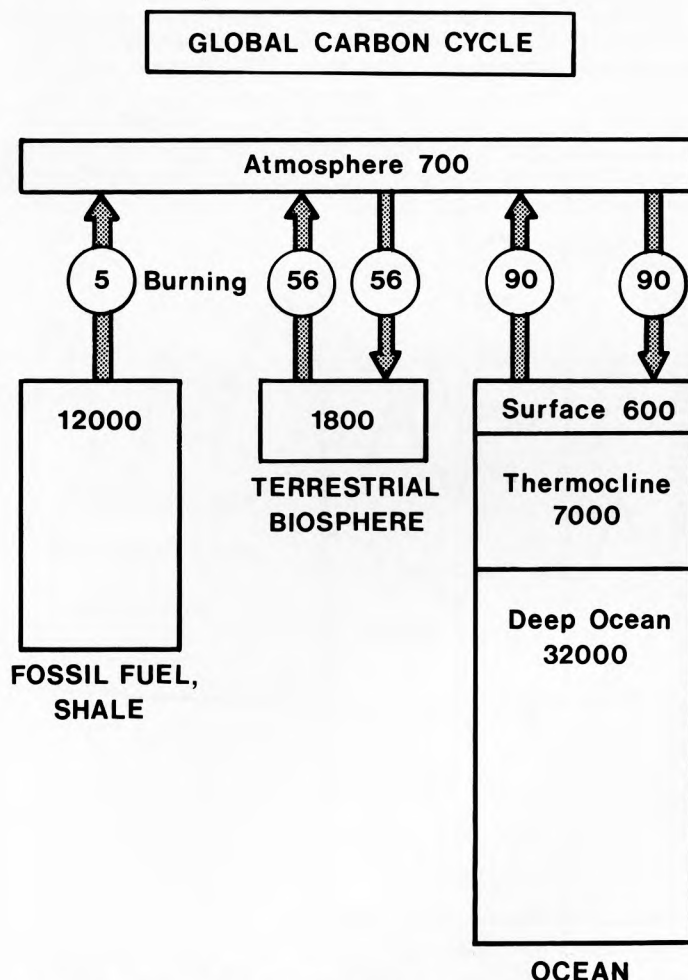 GLOBAL CARBON CYCLE
Atmosphere 700
5 Burning 56 56 90 90
12000
1800
TERRESTRIAL
BIOSPHERE
Surface 600
Thermocline
7000
Deep Ocean
32000
FOSSIL FUEL,
SHALE
OCEAN